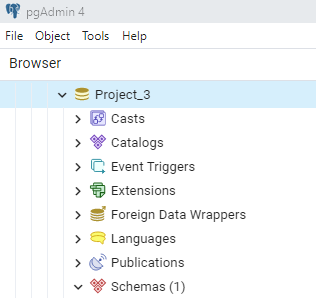 pgAdmin 4
File Object Tools Help
Browser
Project_3
Casts
Catalogs
Event Triggers
Extensions
Foreign Data Wrappers
Languages
Publications
Schemas (1)